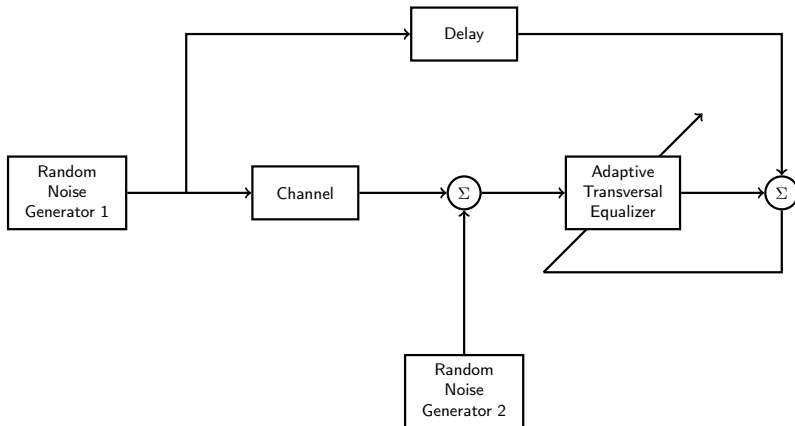 Delay
Random
Noise
Generator 1
Channel
Σ
Adaptive
Transversal
Equalizer
Σ
Random
Noise
Generator 2